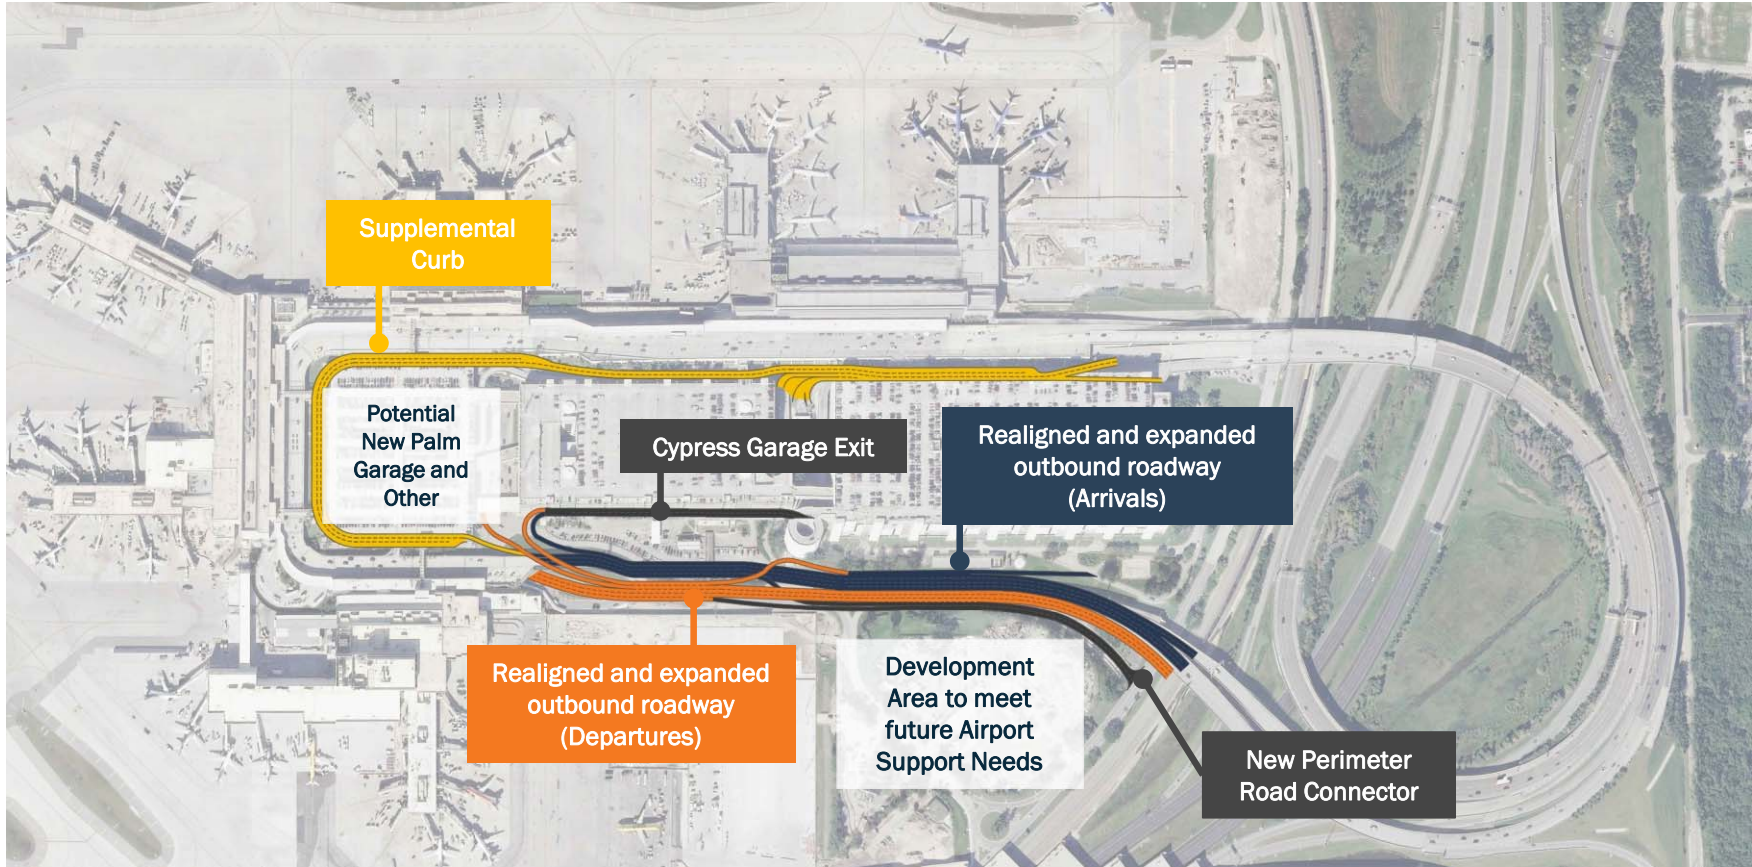 Supplemental
Curb
Potential
New Palm
Garage and
Other
Cypress Garage Exit
Realigned and expanded
outbound roadway
(Arrivals)
Realigned and expanded
outbound roadway
(Departures)
Development
Area to meet
future Airport
Support Needs
New Perimeter
Road Connector